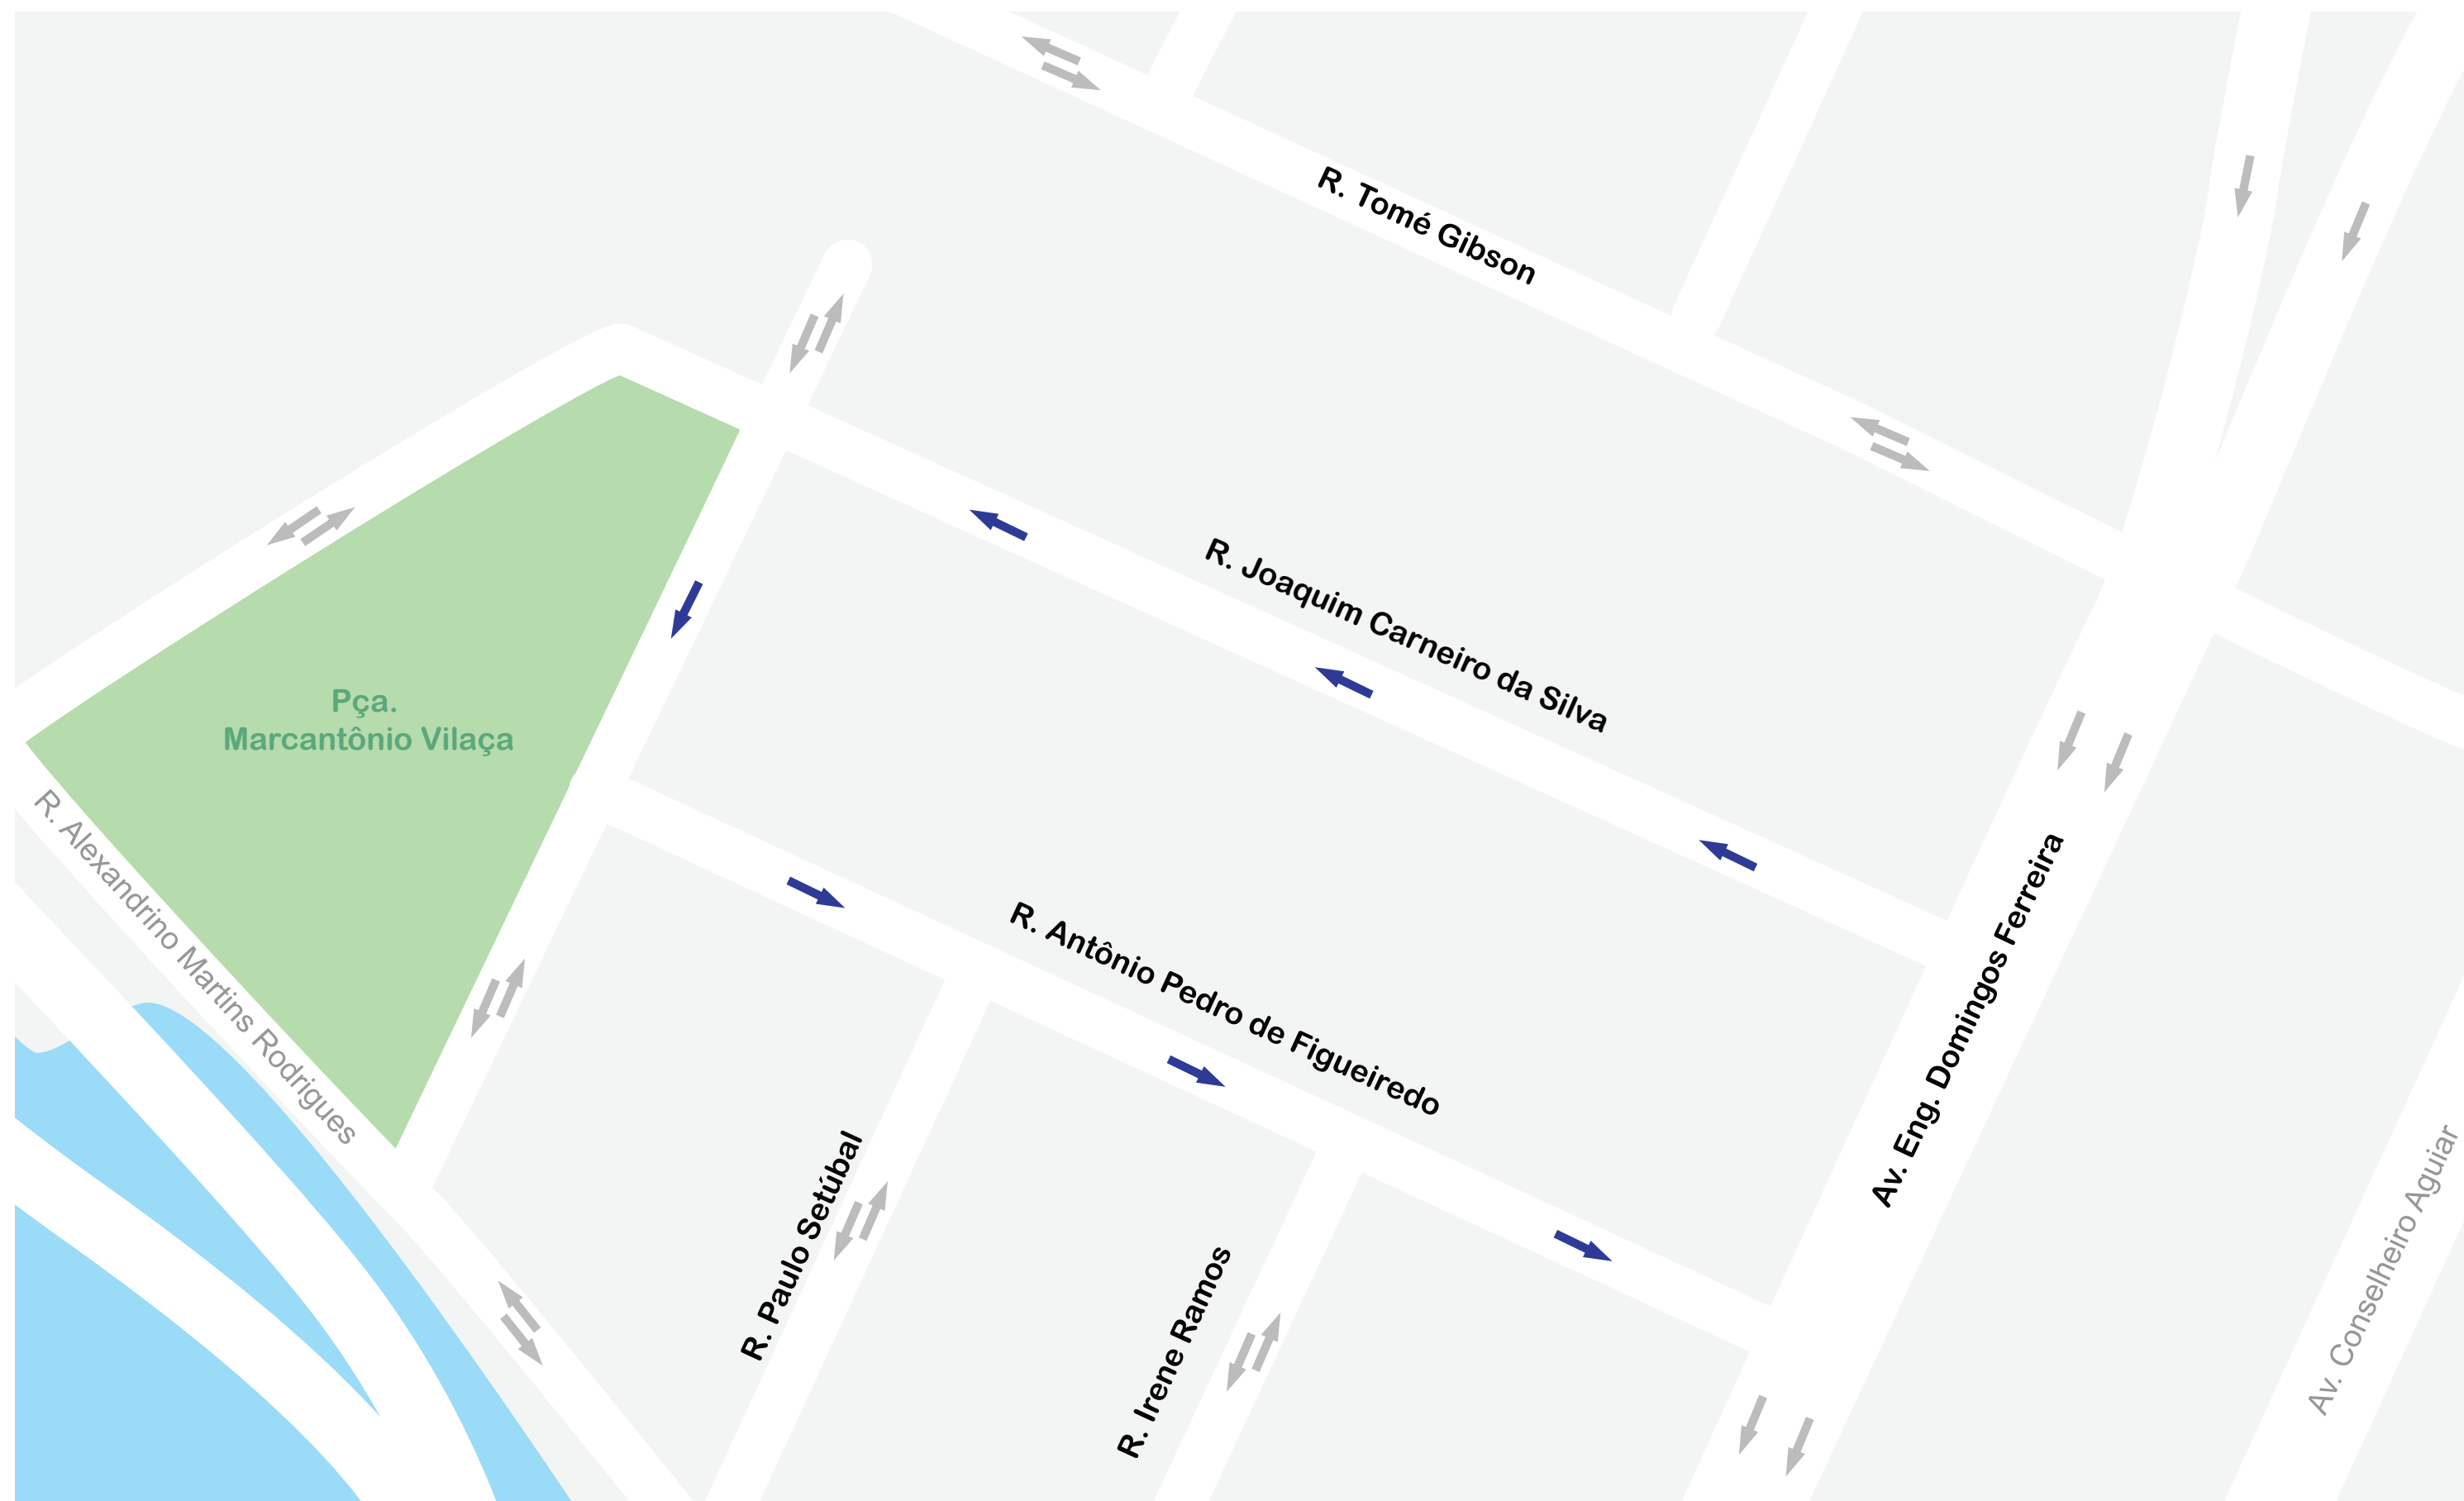 R. Tomé Gibson
R. Joaquim Carneiro da Silva
Pça.
Marcantônio Vilaça
R. Alexandrino Martins Rodrigues
R. Antônio Pedro de Figueiredo
Av. Eng. Domingos Ferreira
R. Paulo Setúbal
R. Irene Ramos
Av. Conselheiro Aguiar